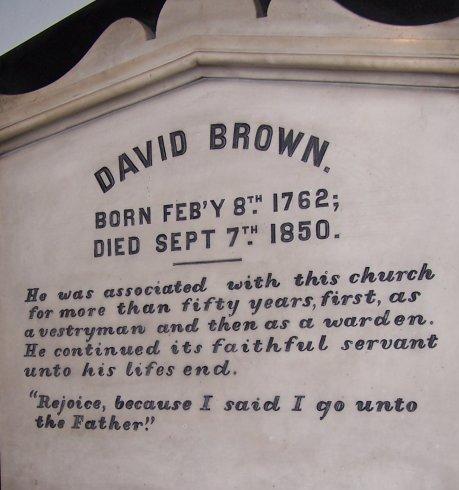 DAVID BROWN.
BORN FEB'Y 8TH. 1762;
DIED SEPT 7TH. 1850.
He was associated with this church
for more than fifty years, first, as
a vestryman and then as a warden.
He continued its faithful servant
unto his lifes end.
"Rejoice, because I said I go unto
the Father."